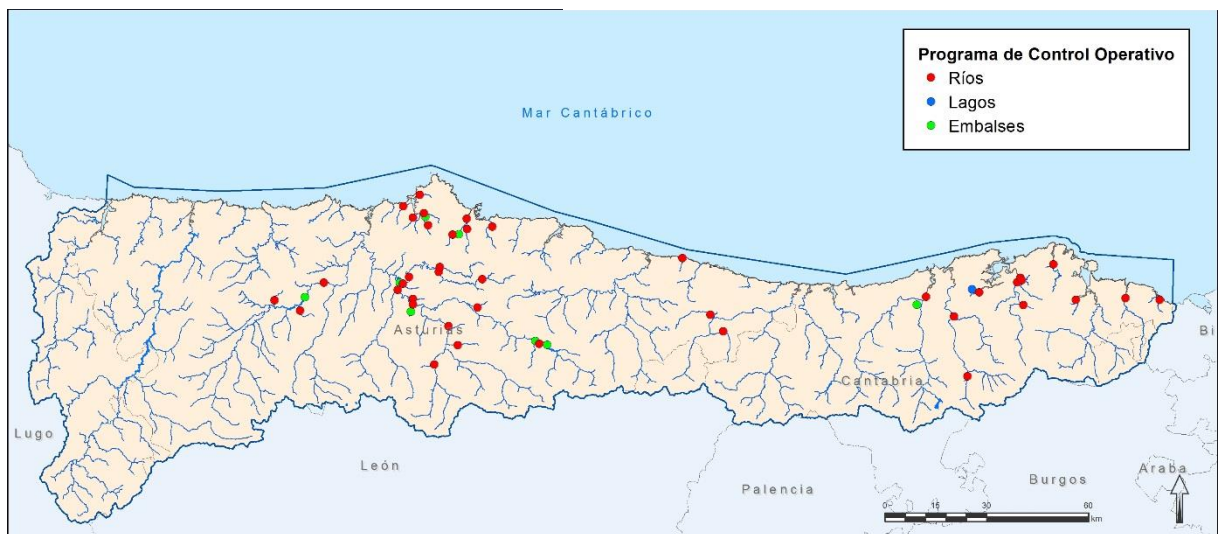 Programa de Control Operativo
Ríos
Lagos
Embalses
Mar Cantábrico
Asturias
Cantabria
Bi
Lugo
León
Palencia
Burgos
Araba
0 15 30 60
km